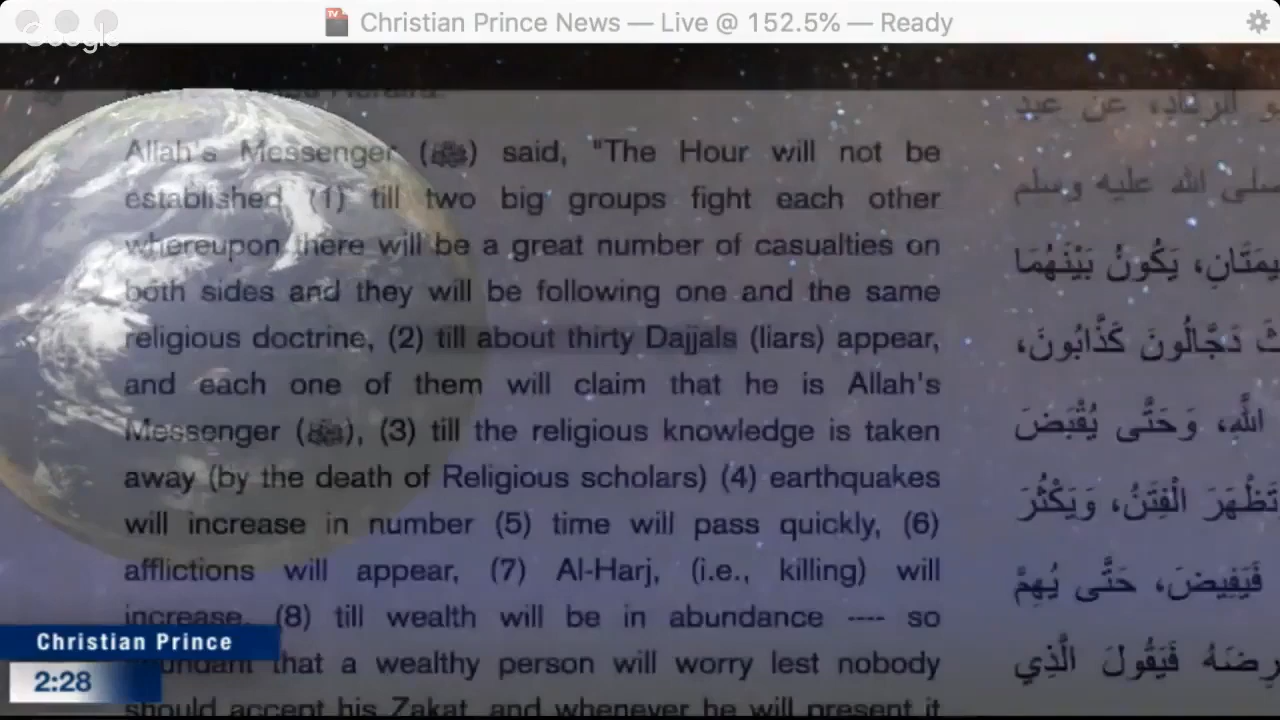 Christian Prince News — Live @ 152.5% — Ready
Google
Allah's Messenger (ﷺ) said, "The Hour will not be
established (1) till two big groups fight each other
whereupon there will be a great number of casualties on
both sides and they will be following one and the same
religious doctrine, (2) till about thirty Dajjals (liars) appear,
and each one of them will claim that he is Allah's
Messenger (ﷺ), (3) till the religious knowledge is taken
away (by the death of Religious scholars) (4) earthquakes
will increase in number (5) time will pass quickly, (6)
afflictions will appear, (7) Al-Harj, (i.e., killing) will
increase, (8) till wealth will be in abundance ---- so
abundant that a wealthy person will worry lest nobody
should accept his Zakat, and whenever he will present it
الزناد، عن عبد
صلى الله عليه وسلم
يَكُونُ بَيْنَهُمَا
دَجَّالُونَ كَذَّابُونَ،
اللَّهِ، وَحَتَّى يُقْبَضَ
تَظْهَرَ الْفِتَنُ، وَيَكْثُرَ
فَيَفِيضَ، حَتَّى يُهِمَّ
فَيَقُولَ الَّذِي
Christian Prince
2:28